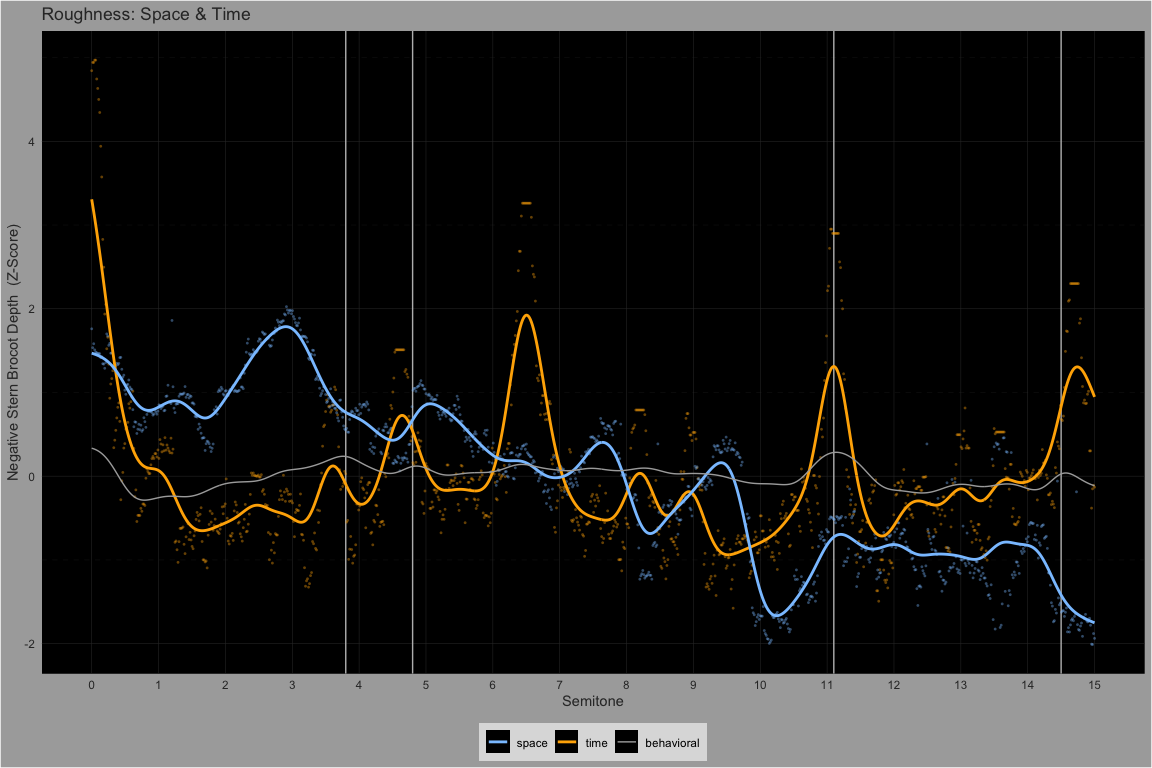 Roughness: Space & Time
Negative Stern Brocot Depth (Z-Score)
4
2
0
-2
0 1 2 3 4 5 6 7 8 9 10 11 12 13 14 15
Semitone
space time behavioral